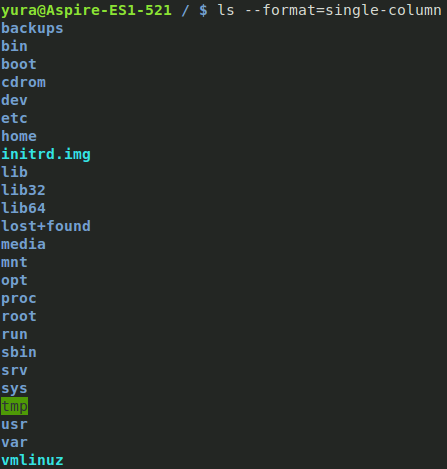 yura@Aspire-ES1-521 / $ ls --format=single-column
backups
bin
boot
cdrom
dev
etc
home
initrd.img
lib
lib32
lib64
lost+found
media
mnt
opt
proc
root
run
sbin
srv
sys
tmp
usr
var
vmlinuz